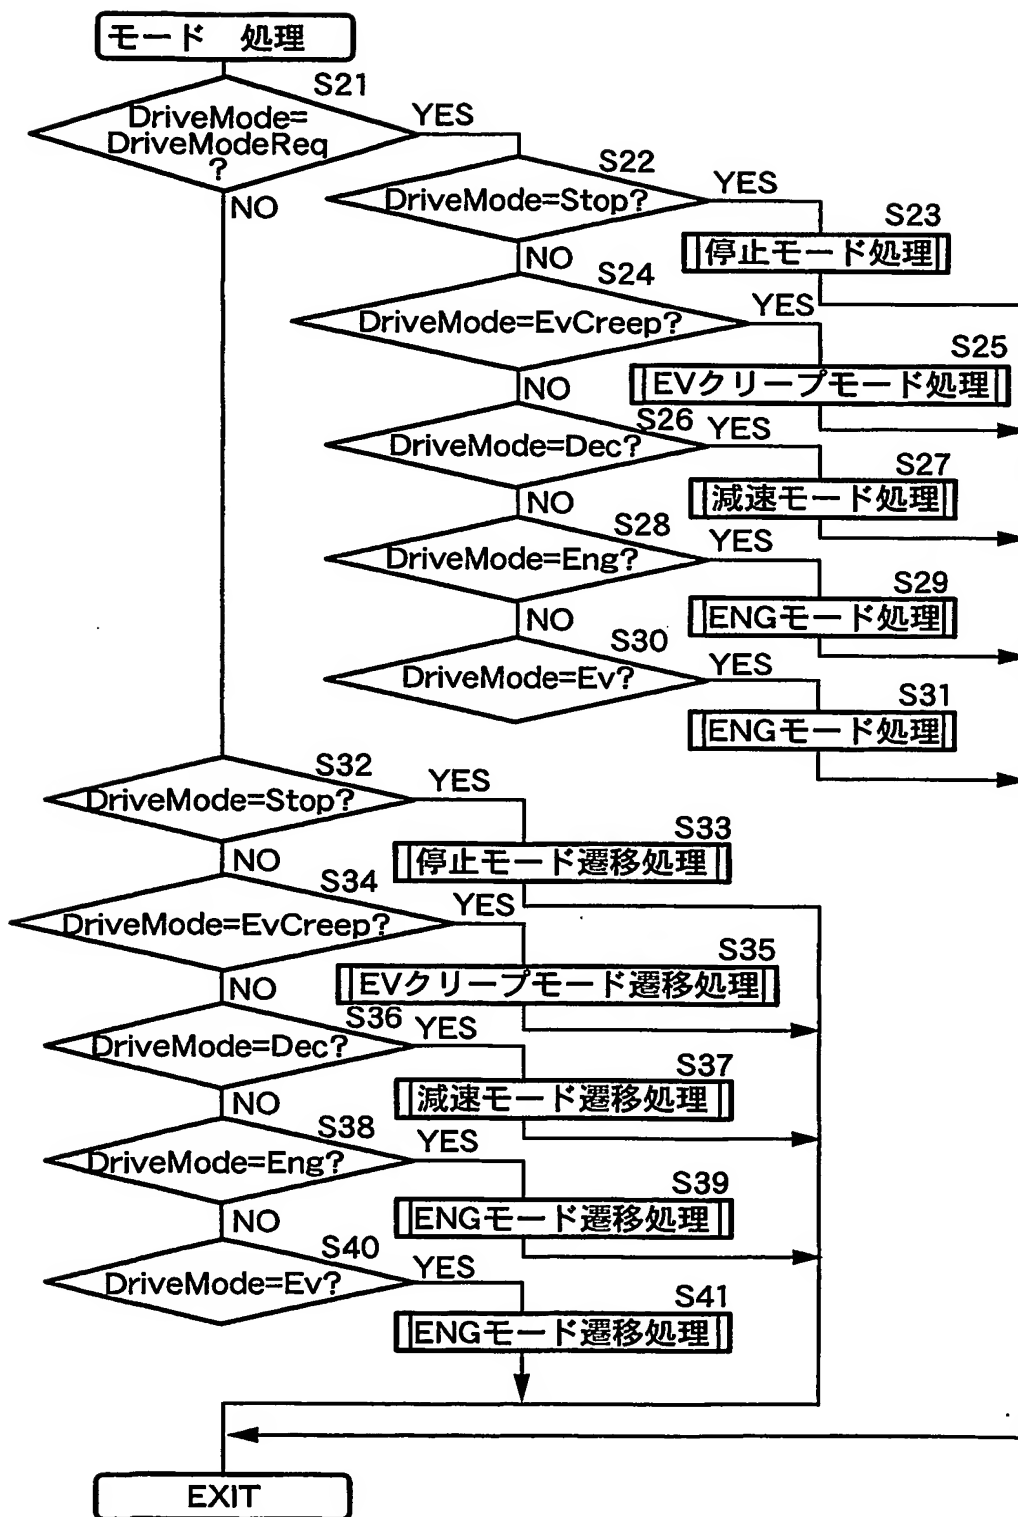 モード 処理
S21
DriveMode=
DriveModeReq
?
YES
NO
S22
DriveMode=Stop?
YES
S23
停止モード処理
NO
S24
DriveMode=EvCreep?
YES
S25
EVクリープモード処理
NO
S26
DriveMode=Dec?
YES
S27
減速モード処理
NO
S28
DriveMode=Eng?
YES
S29
ENGモード処理
NO
S30
DriveMode=Ev?
YES
S31
ENGモード処理
S32
DriveMode=Stop?
YES
S33
停止モード遷移処理
NO
S34
DriveMode=EvCreep?
YES
S35
EVクリープモード遷移処理
NO
S36
DriveMode=Dec?
YES
S37
減速モード遷移処理
NO
S38
DriveMode=Eng?
YES
S39
ENGモード遷移処理
NO
S40
DriveMode=Ev?
YES
S41
ENGモード遷移処理
EXIT